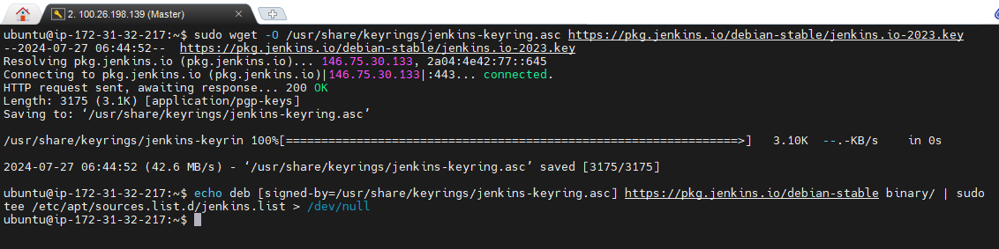 2. 100.26.198.139 (Master)
ubuntu@ip-172-31-32-217:~$ sudo wget -O /usr/share/keyrings/jenkins-keyring.asc https://pkg.jenkins.io/debian-stable/jenkins.io-2023.key
--2024-07-27 06:44:52--  https://pkg.jenkins.io/debian-stable/jenkins.io-2023.key
Resolving pkg.jenkins.io (pkg.jenkins.io)... 146.75.30.133, 2a04:4e42:77::645
Connecting to pkg.jenkins.io (pkg.jenkins.io)|146.75.30.133|:443... connected.
HTTP request sent, awaiting response... 200 OK
Length: 3175 (3.1K) [application/pgp-keys]
Saving to: ‘/usr/share/keyrings/jenkins-keyring.asc’
/usr/share/keyrings/jenkins-keyrin 100%[================================================================>]   3.10K  --.-KB/s    in 0s
2024-07-27 06:44:52 (42.6 MB/s) - ‘/usr/share/keyrings/jenkins-keyring.asc’ saved [3175/3175]
ubuntu@ip-172-31-32-217:~$ echo deb [signed-by=/usr/share/keyrings/jenkins-keyring.asc] https://pkg.jenkins.io/debian-stable binary/ | sudo
tee /etc/apt/sources.list.d/jenkins.list > /dev/null
ubuntu@ip-172-31-32-217:~$